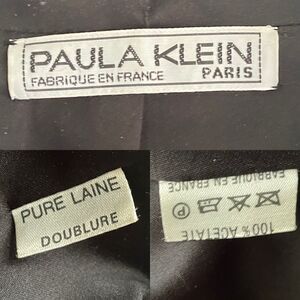 PAULA KLEIN
FABRIQUE EN FRANCE PARIS
PURE LAINE
DOUBLURE
100% ACETATE
P
FABRIQUE EN FRANCE